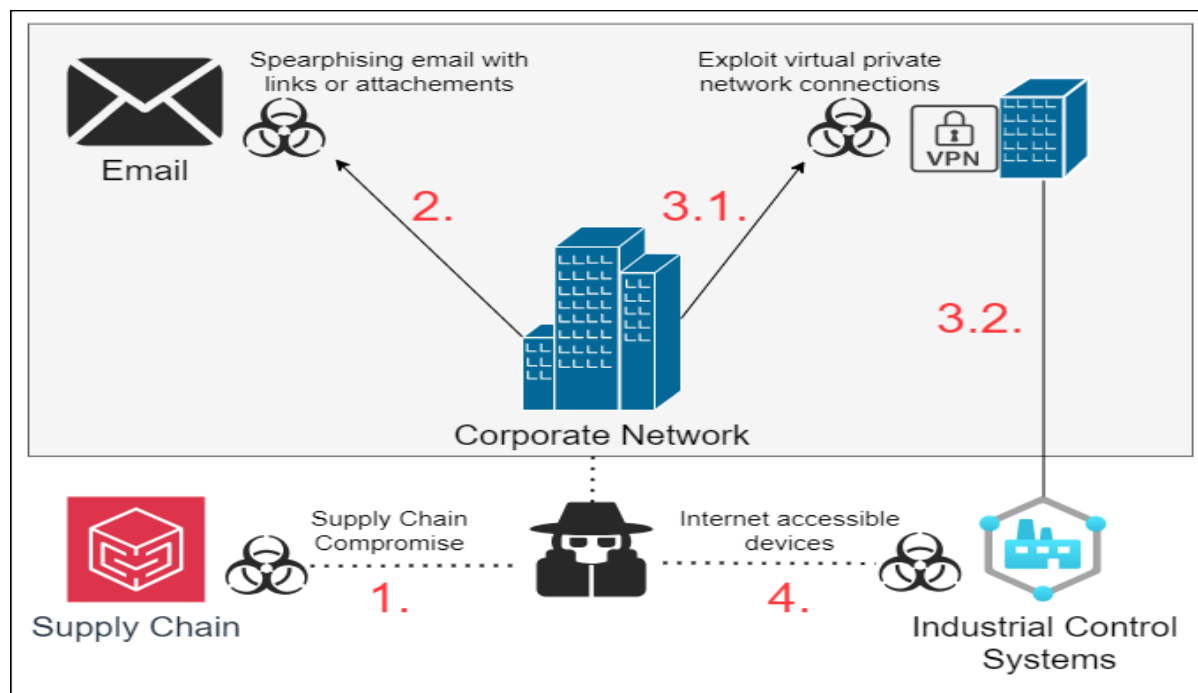 Spearphising email with
links or attachements
Email
Exploit virtual private
network connections
VPN
2.
3.1.
3.2.
Corporate Network
Supply Chain
Compromise
1.
Supply Chain
Internet accessible
devices
4.
Industrial Control
Systems